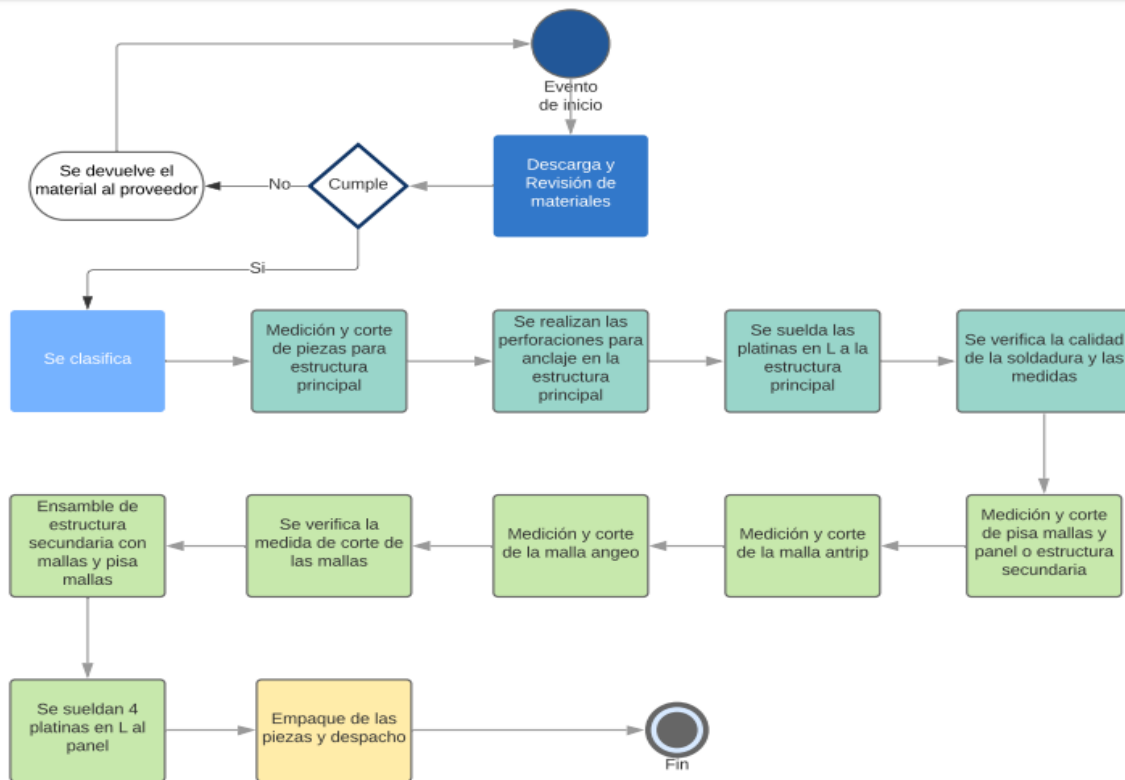 Evento
de inicio
Descarga y
Revisión de
materiales
Cumple
No
Se devuelve el
material al proveedor
Si
Se clasifica
Medición y corte
de piezas para
estructura
principal
Se realizan las
perforaciones para
anclaje en la
estructura
principal
Se suelda las
platinas en L a la
estructura
principal
Se verifica la calidad
de la soldadura y las
medidas
Medición y corte
de pisa mallas y
panel o estructura
secundaria
Medición y corte
de la malla antrip
Medición y corte
de la malla angeo
Se verifica la
medida de corte de
las mallas
Ensamble de
estructura
secundaria con
mallas y pisa
mallas
Se sueldan 4
platinas en L al
panel
Empaque de las
piezas y despacho
Fin